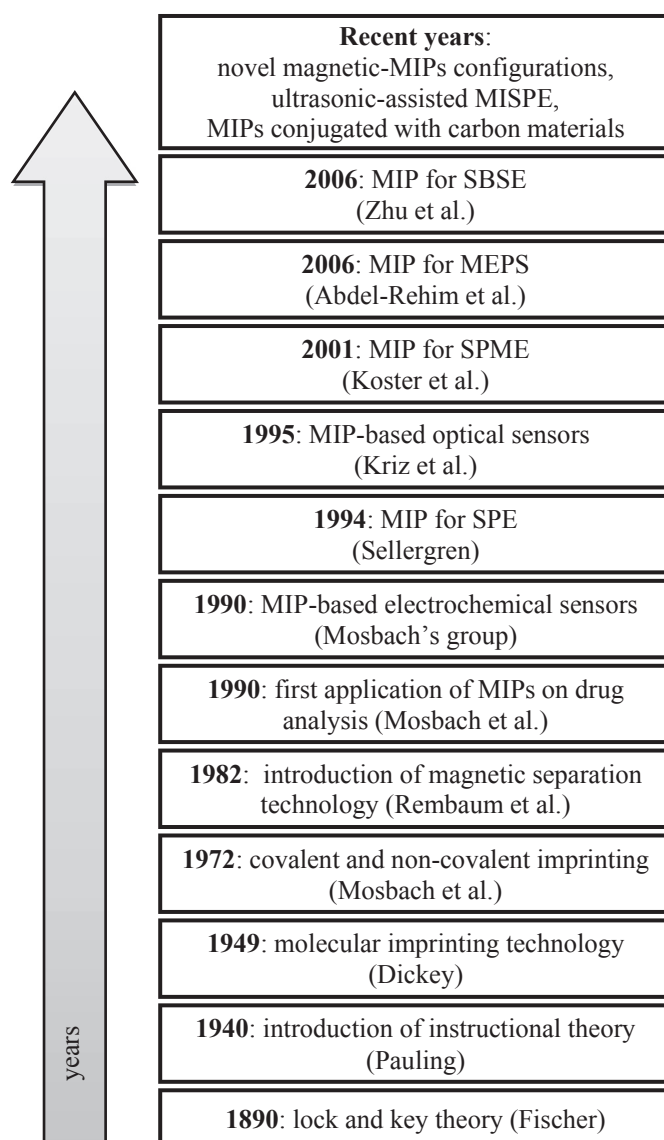 Recent years:
novel magnetic-MIPs configurations,
ultrasonic-assisted MISPE,
MIPs conjugated with carbon materials
2006: MIP for SBSE
(Zhu et al.)
2006: MIP for MEPS
(Abdel-Rehim et al.)
2001: MIP for SPME
(Koster et al.)
1995: MIP-based optical sensors
(Kriz et al.)
1994: MIP for SPE
(Sellergren)
1990: MIP-based electrochemical sensors
(Mosbach’s group)
1990: first application of MIPs on drug
analysis (Mosbach et al.)
1982:  introduction of magnetic separation
technology (Rembaum et al.)
1972: covalent and non-covalent imprinting
(Mosbach et al.)
1949: molecular imprinting technology
(Dickey)
1940: introduction of instructional theory
(Pauling)
1890: lock and key theory (Fischer)
years